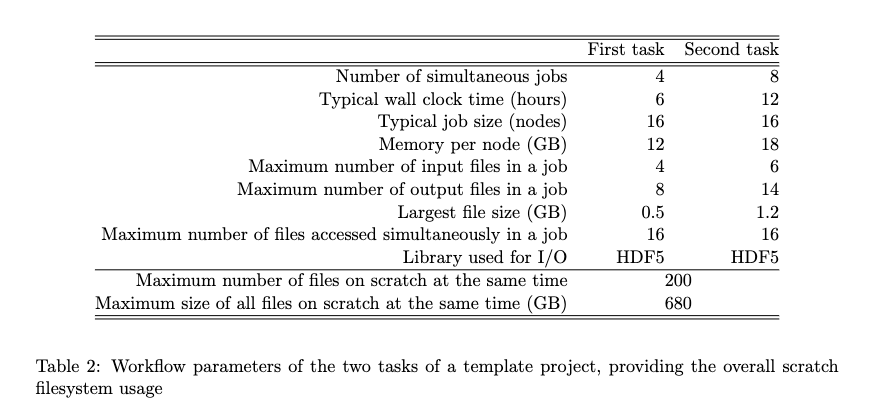 First task Second task
Number of simultaneous jobs 4 8
Typical wall clock time (hours) 6 12
Typical job size (nodes) 16 16
Memory per node (GB) 12 18
Maximum number of input files in a job 4 6
Maximum number of output files in a job 8 14
Largest file size (GB) 0.5 1.2
Maximum number of files accessed simultaneously in a job 16 16
Library used for I/O HDF5 HDF5
Maximum number of files on scratch at the same time 200
Maximum size of all files on scratch at the same time (GB) 680
Table 2: Workflow parameters of the two tasks of a template project, providing the overall scratch
filesystem usage